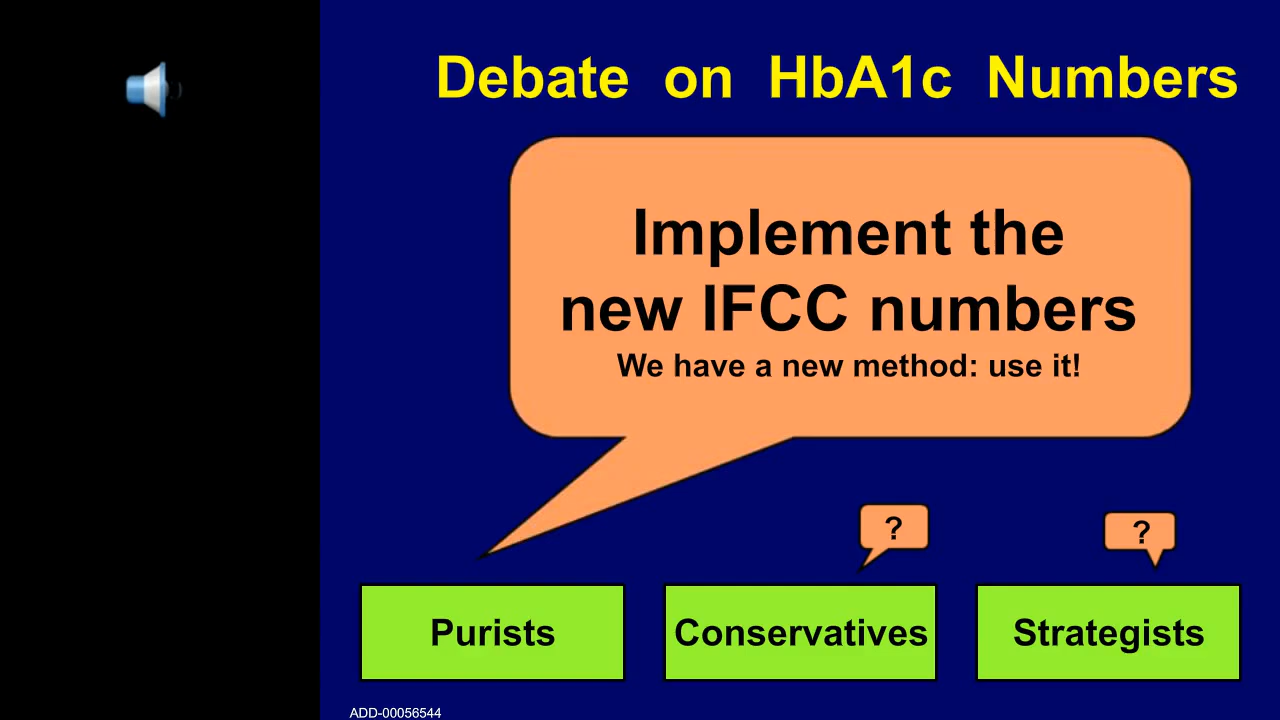 Debate on HbA1c Numbers
Implement the
new IFCC numbers
We have a new method: use it!
?
?
Purists
Conservatives
Strategists
ADD-00056544